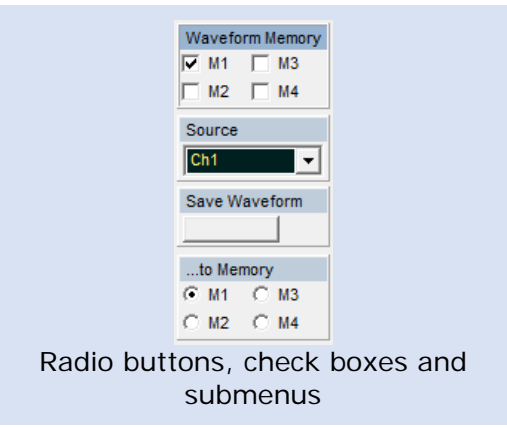 Waveform Memory
M1 M3
M2 M4
Source
Ch1
Save Waveform
...to Memory
M1 M3
M2 M4
Radio buttons, check boxes and
submenus